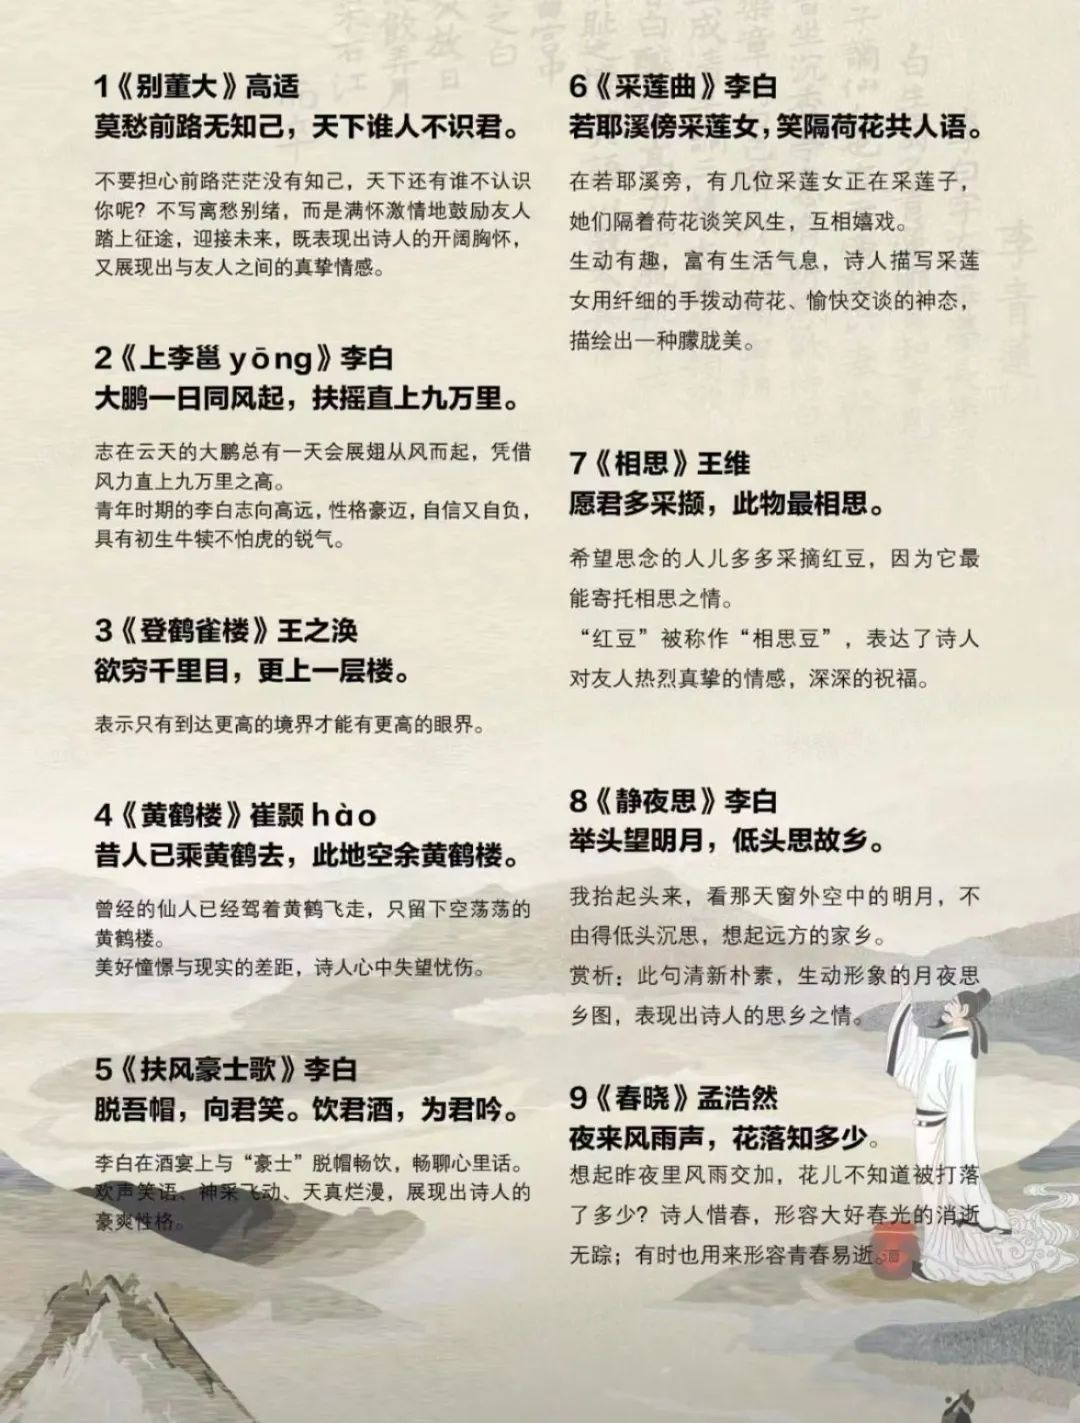 1《别董大》高适
莫愁前路无知己，天下谁人不识君。
不要担心前路茫茫没有知己，天下还有谁不认识
你呢？不写离愁别绪，而是满怀激情地鼓励友人
踏上征途，迎接未来，既表现出诗人的开阔胸怀，
又展现出与友人之间的真挚情感。
2《上李邕 yōng》李白
大鹏一日同风起，扶摇直上九万里。
志在云天的大鹏总有一天会展翅从风而起，凭借
风力直上九万里之高。
青年时期的李白志向高远，性格豪迈，自信又自负，
具有初生牛犊不怕虎的锐气。
3《登鹤雀楼》王之涣
欲穷千里目，更上一层楼。
表示只有到达更高的境界才能有更高的眼界。
4《黄鹤楼》崔颢 hào
昔人已乘黄鹤去，此地空余黄鹤楼。
曾经的仙人已经驾着黄鹤飞走，只留下空荡荡的
黄鹤楼。
美好憧憬与现实的差距，诗人心中失望忧伤。
5《扶风豪士歌》李白
脱吾帽，向君笑。饮君酒，为君吟。
李白在酒宴上与“豪士”脱帽畅饮，畅聊心里话。
欢声笑语、神采飞动、天真烂漫，展现出诗人的
豪爽性格。
6《采莲曲》李白
若耶溪傍采莲女，笑隔荷花共人语。
在若耶溪旁，有几位采莲女正在采莲子，
她们隔着荷花谈笑风生，互相嬉戏。
生动有趣，富有生活气息，诗人描写采莲
女用纤细的手拨动荷花、愉快交谈的神态，
描绘出一种朦胧美。
7《相思》王维
愿君多采撷，此物最相思。
希望思念的人儿多多采摘红豆，因为它最
能寄托相思之情。
“红豆”被称作“相思豆”，表达了诗人
对友人热烈真挚的情感，深深的祝福。
8《静夜思》李白
举头望明月，低头思故乡。
我抬起头来，看那天窗外空中的明月，不
由得低头沉思，想起远方的家乡。
赏析：此句清新朴素，生动形象的月夜思
乡图，表现出诗人的思乡之情。
9《春晓》孟浩然
夜来风雨声，花落知多少。
想起昨夜里风雨交加，花儿不知道被打落
了多少？诗人惜春，形容大好春光的消逝
无踪；有时也用来形容青春易逝。